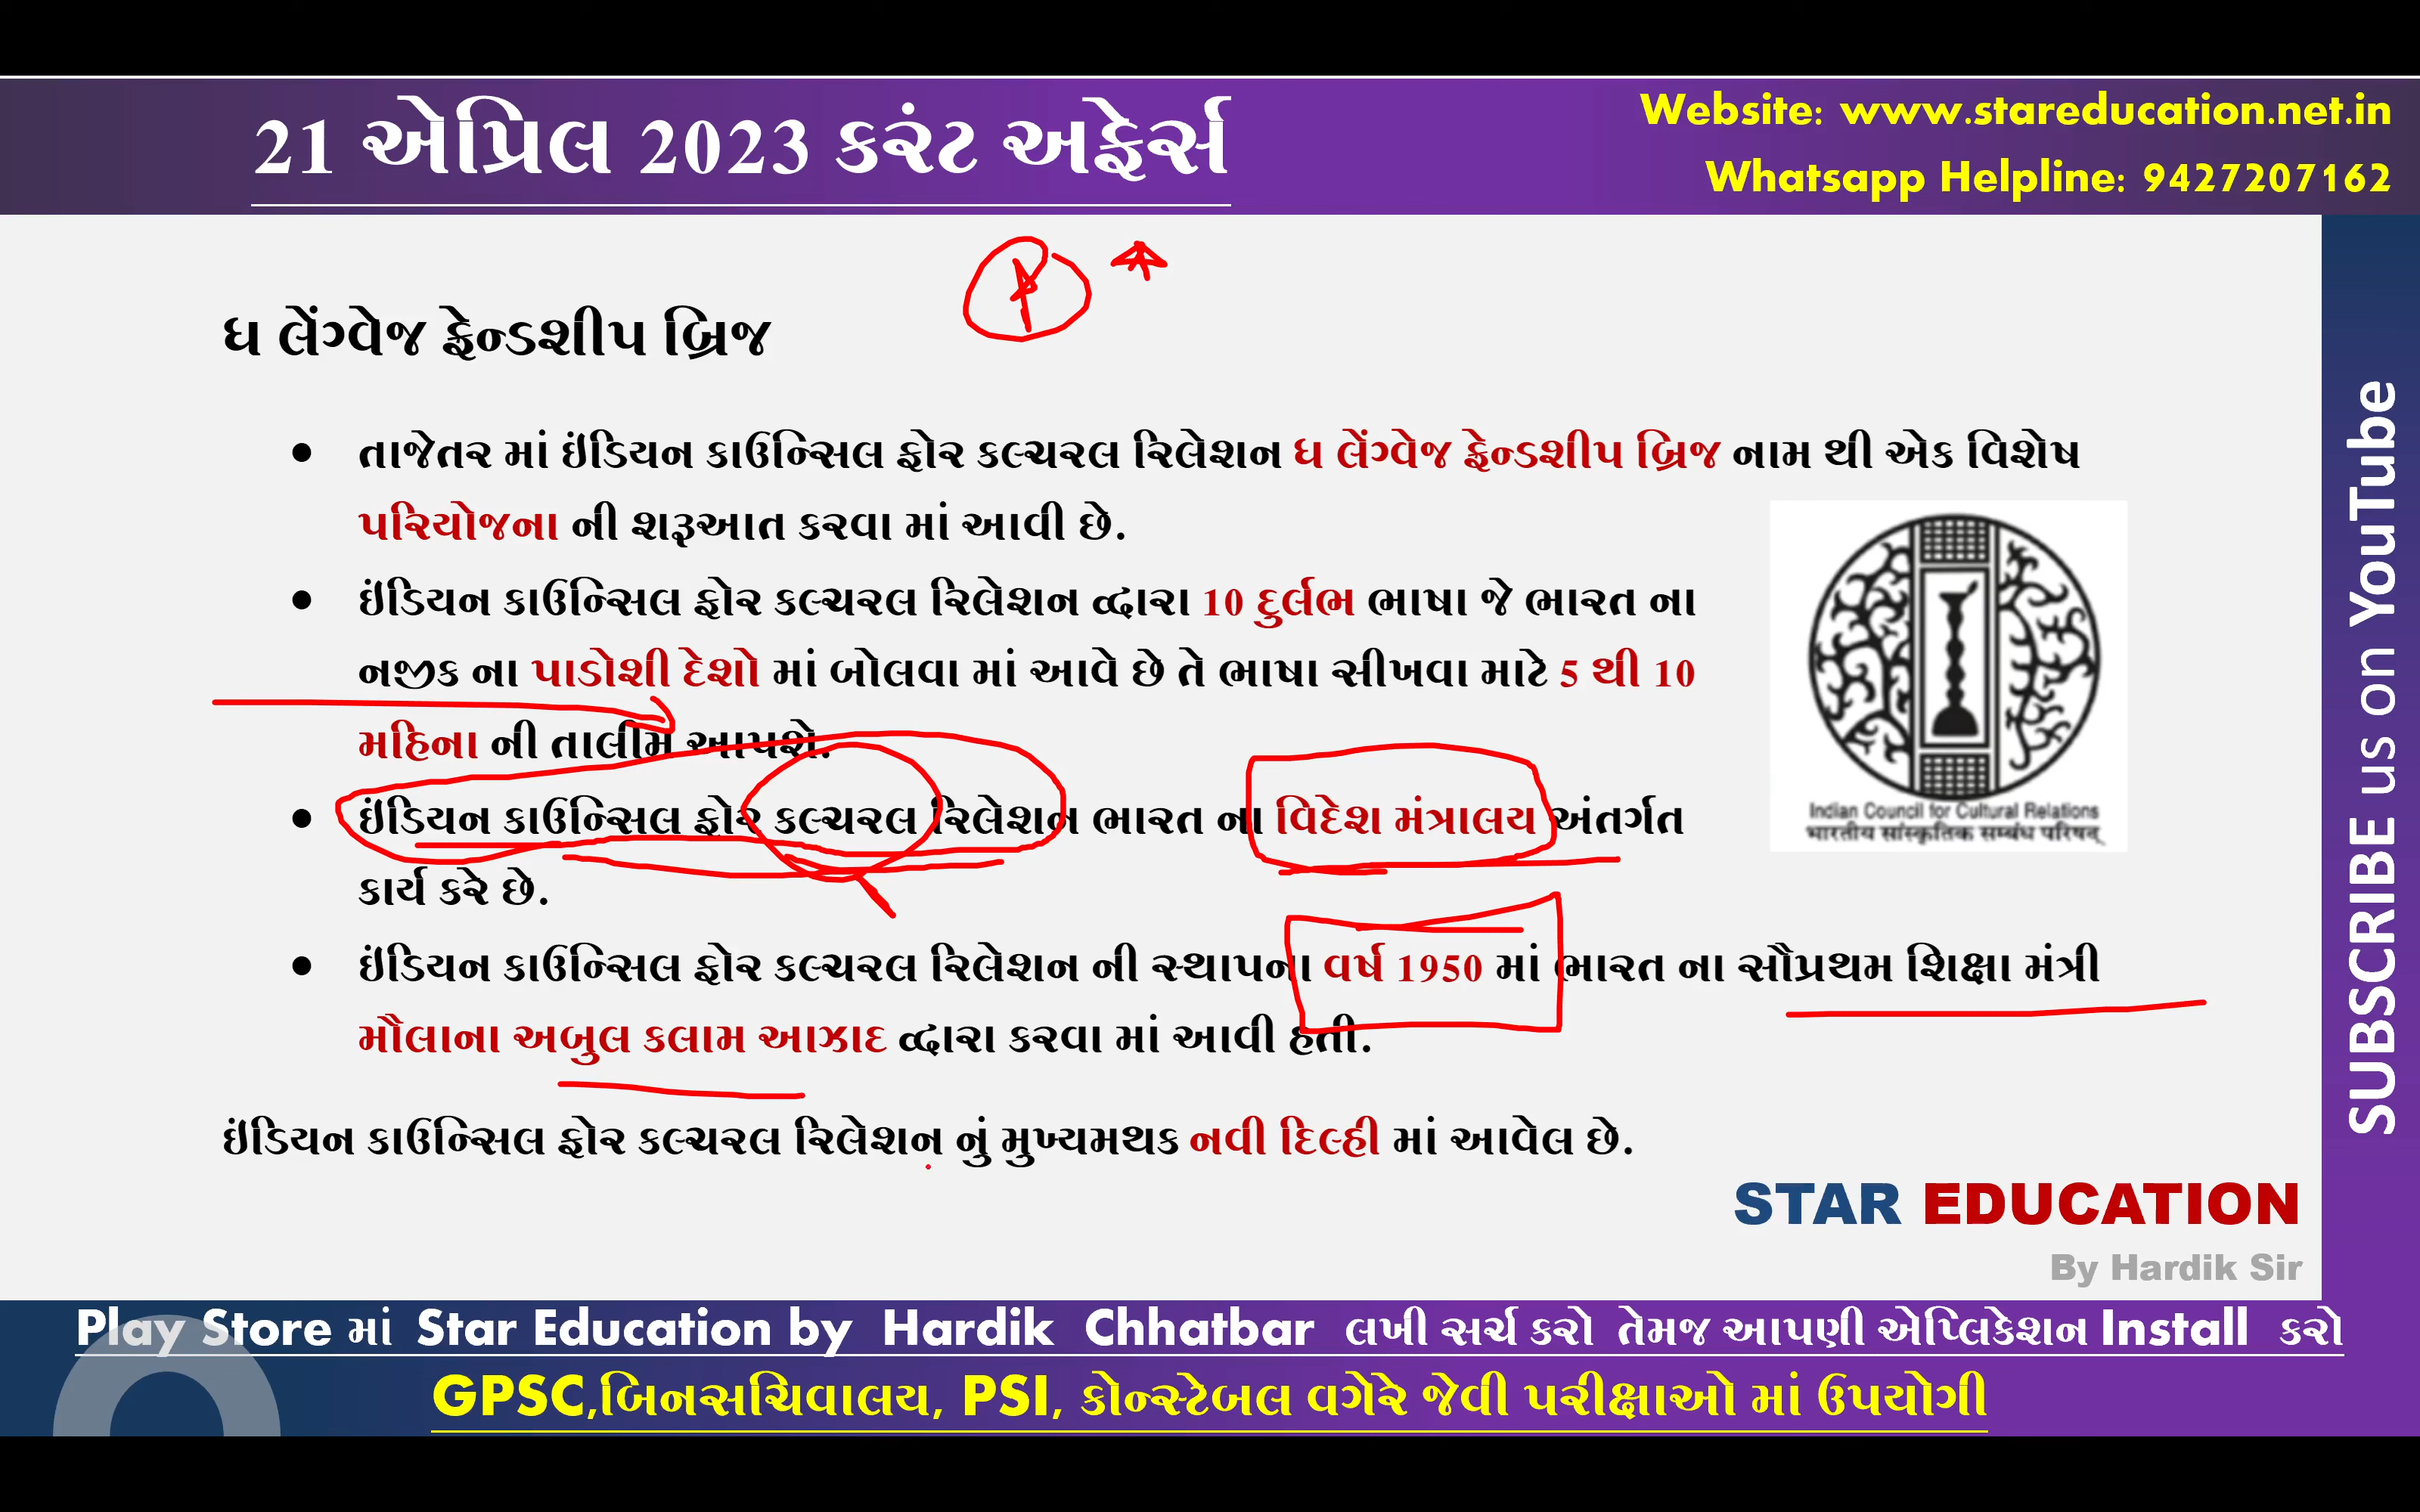 21 એપ્રિલ 2023 કરંટ અફેર્સ
Website: www.stareducation.net.in
Whatsapp Helpline: 9427207162
ધ લેંગ્વેજ ફ્રેન્ડશીપ બ્રિજ
• તાજેતર માં ઇંડિયન કાઉન્સિલ ફોર કલ્ચરલ રિલેશન ધ લેંગ્વેજ ફ્રેન્ડશીપ બ્રિજ નામ થી એક વિશેષ
પરિયોજના ની શરૂઆત કરવા માં આવી છે.
• ઇંડિયન કાઉન્સિલ ફોર કલ્ચરલ રિલેશન દ્વારા 10 દુર્લભ ભાષા જે ભારત ના
નજીક ના પાડોશી દેશો માં બોલવા માં આવે છે તે ભાષા સીખવા માટે 5 થી 10
મહિના ની તાલીમ આપશે.
• ઇંડિયન કાઉન્સિલ ફોર કલ્ચરલ રિલેશન ભારત ના વિદેશ મંત્રાલય અંતર્ગત
કાર્ય કરે છે.
• ઇંડિયન કાઉન્સિલ ફોર કલ્ચરલ રિલેશન ની સ્થાપના વર્ષ 1950 માં ભારત ના સૌપ્રથમ શિક્ષા મંત્રી
મૌલાના અબુલ કલામ આઝાદ દ્વારા કરવા માં આવી હતી.
ઇંડિયન કાઉન્સિલ ફોર કલ્ચરલ રિલેશન નું મુખ્યમથક નવી દિલ્હી માં આવેલ છે.
Indian Council for Cultural Relations
भारतीय सांस्कृतिक सम्बंध परिषद्
SUBSCRIBE us on YouTube
STAR EDUCATION
By Hardik Sir
Play Store માં Star Education by Hardik Chhatbar લખી સર્ચ કરો તેમજ આપણી એપ્લિકેશન Install કરો
GPSC,બિનસચિવાલય, PSI, કોન્સ્ટેબલ વગેરે જેવી પરીક્ષાઓ માં ઉપયોગી